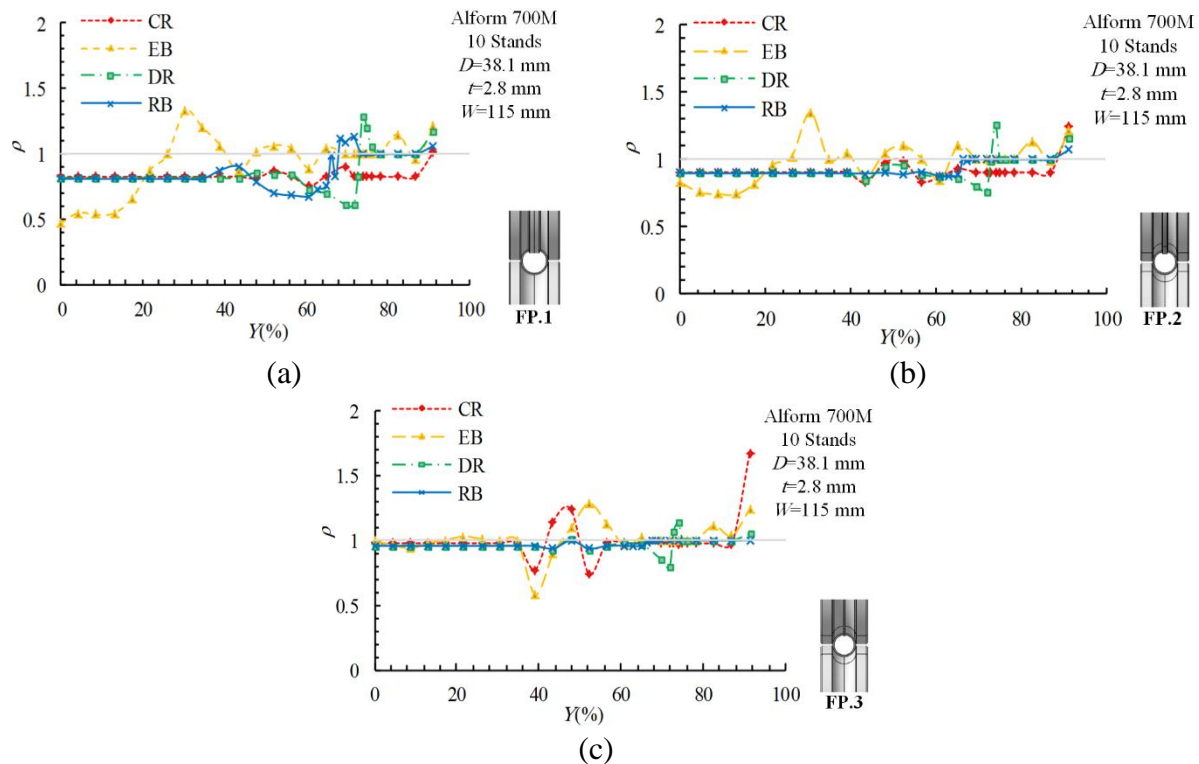 2
1.5
1
0.5
0
ρ
CR
EB
DR
RB
Alform 700M
10 Stands
D=38.1 mm
t=2.8 mm
W=115 mm
0 20 40 60 80 100
Y(%)
FP.1
(a)
2
1.5
1
0.5
0
ρ
CR
EB
DR
RB
Alform 700M
10 Stands
D=38.1 mm
t=2.8 mm
W=115 mm
0 20 40 60 80 100
Y(%)
FP.2
(b)
2
1.5
1
0.5
0
ρ
CR
EB
DR
RB
Alform 700M
10 Stands
D=38.1 mm
t=2.8 mm
W=115 mm
0 20 40 60 80 100
Y(%)
FP.3
(c)